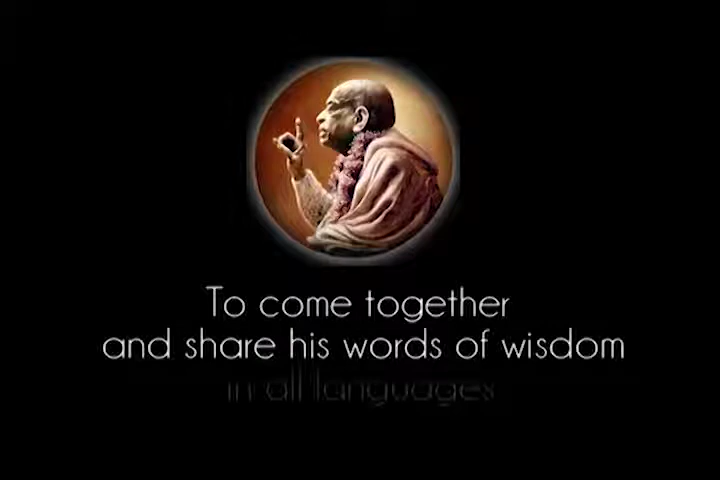 To come together
and share his words of wisdom
in all languages